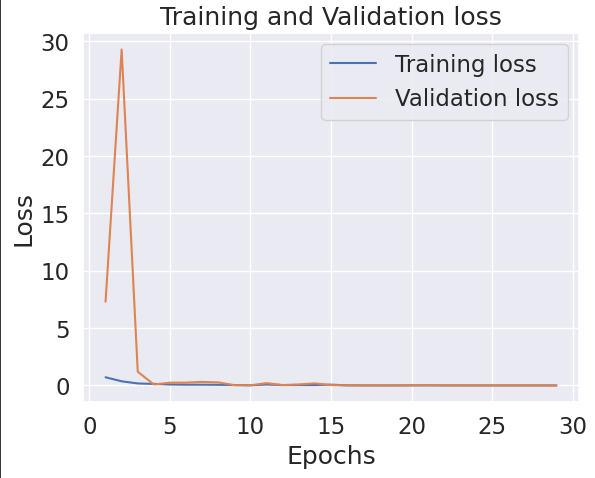 Training and Validation loss
30
25
20
15
10
5
0
Loss
Training loss
Validation loss
0 5 10 15 20 25 30
Epochs